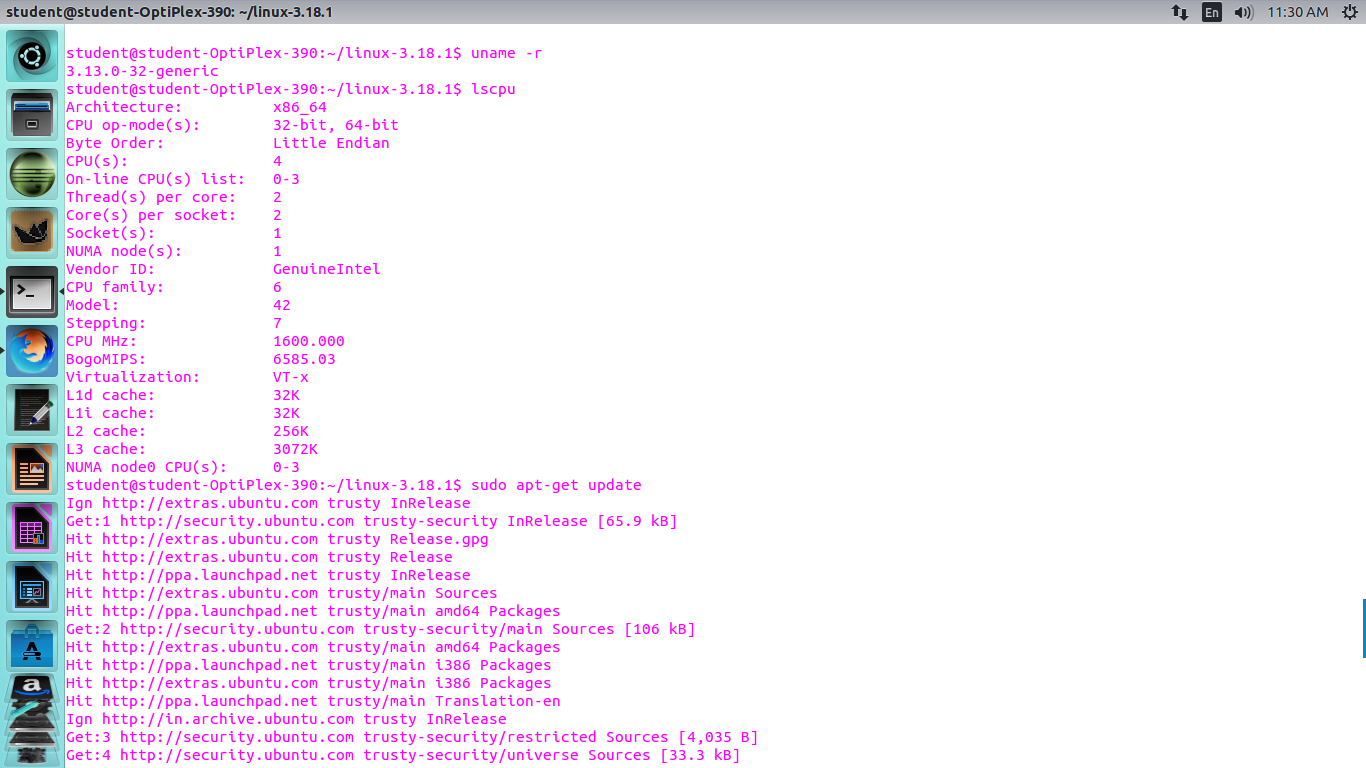 student@student-OptiPlex-390: ~/linux-3.18.1
En
11:30 AM
student@student-OptiPlex-390:~/linux-3.18.1$ uname -r
3.13.0-32-generic
student@student-OptiPlex-390:~/linux-3.18.1$ lscpu
Architecture: x86_64
CPU op-mode(s): 32-bit, 64-bit
Byte Order: Little Endian
CPU(s): 4
On-line CPU(s) list: 0-3
Thread(s) per core: 2
Core(s) per socket: 2
Socket(s): 1
NUMA node(s): 1
Vendor ID: GenuineIntel
CPU family: 6
Model: 42
Stepping: 7
CPU MHz: 1600.000
BogoMIPS: 6585.03
Virtualization: VT-x
L1d cache: 32K
L1i cache: 32K
L2 cache: 256K
L3 cache: 3072K
NUMA node0 CPU(s): 0-3
student@student-OptiPlex-390:~/linux-3.18.1$ sudo apt-get update
Ign http://extras.ubuntu.com trusty InRelease
Get:1 http://security.ubuntu.com trusty-security InRelease [65.9 kB]
Hit http://extras.ubuntu.com trusty Release.gpg
Hit http://extras.ubuntu.com trusty Release
Hit http://ppa.launchpad.net trusty InRelease
Hit http://extras.ubuntu.com trusty/main Sources
Hit http://ppa.launchpad.net trusty/main amd64 Packages
Get:2 http://security.ubuntu.com trusty-security/main Sources [106 kB]
Hit http://extras.ubuntu.com trusty/main amd64 Packages
Hit http://ppa.launchpad.net trusty/main i386 Packages
Hit http://extras.ubuntu.com trusty/main i386 Packages
Hit http://ppa.launchpad.net trusty/main Translation-en
Ign http://in.archive.ubuntu.com trusty InRelease
Get:3 http://security.ubuntu.com trusty-security/restricted Sources [4,035 B]
Get:4 http://security.ubuntu.com trusty-security/universe Sources [33.3 kB]